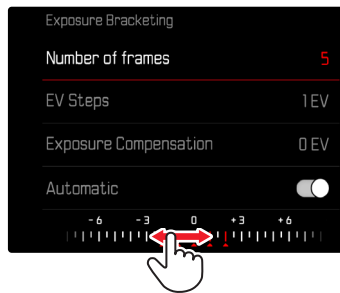 Exposure Bracketing
Number of frames 5
EV Steps 1 EV
Exposure Compensation 0 EV
Automatic
-6 -3 0 +3 +6